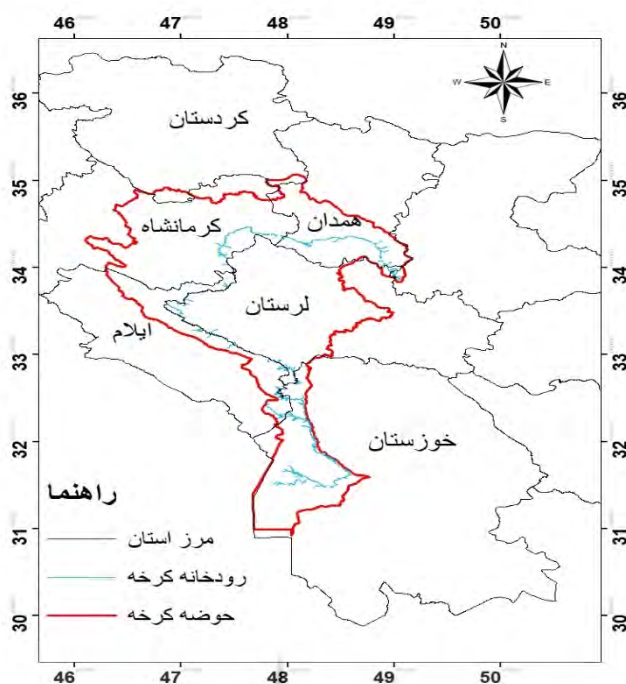 46 47 48 49 50
N
W E
S
36 36
کردستان
35 35
همدان
کرمانشاه
34 34
لرستان
ایلام
33 33
32 32
خوزستان
راهنما
31 31
مرز استان
رودخانه کرخه
30 30
حوضه کرخه
46 47 48 49 50